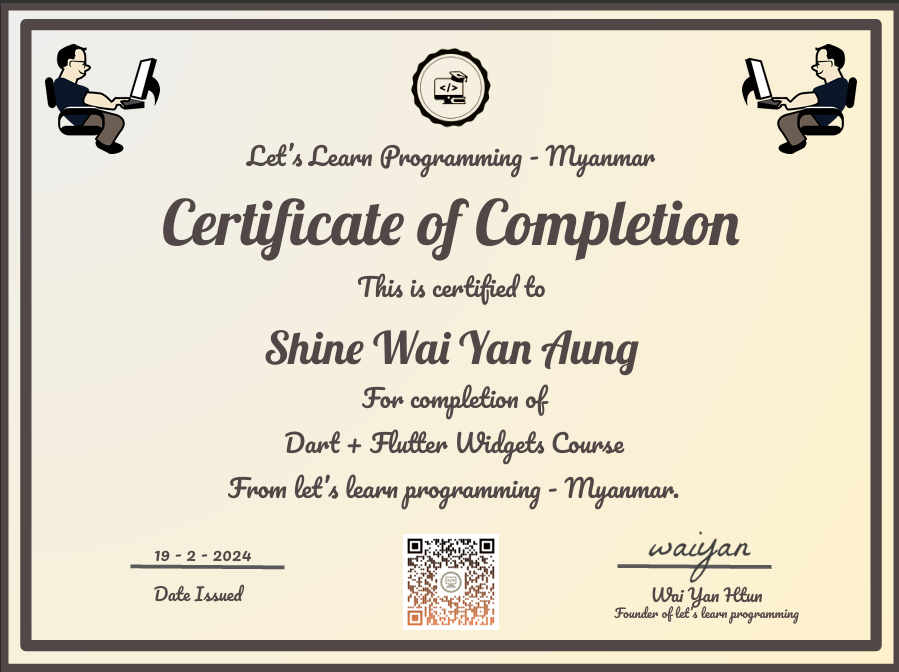 </>
Let's Learn Programming - Myanmar
Certificate of Completion
This is certified to
Shine Wai Yan Aung
For completion of
Dart + Flutter Widgets Course
From let's learn programming - Myanmar.
19 - 2 - 2024
Date Issued
waiyan
Wai Yan Htun
Founder of let's learn programming